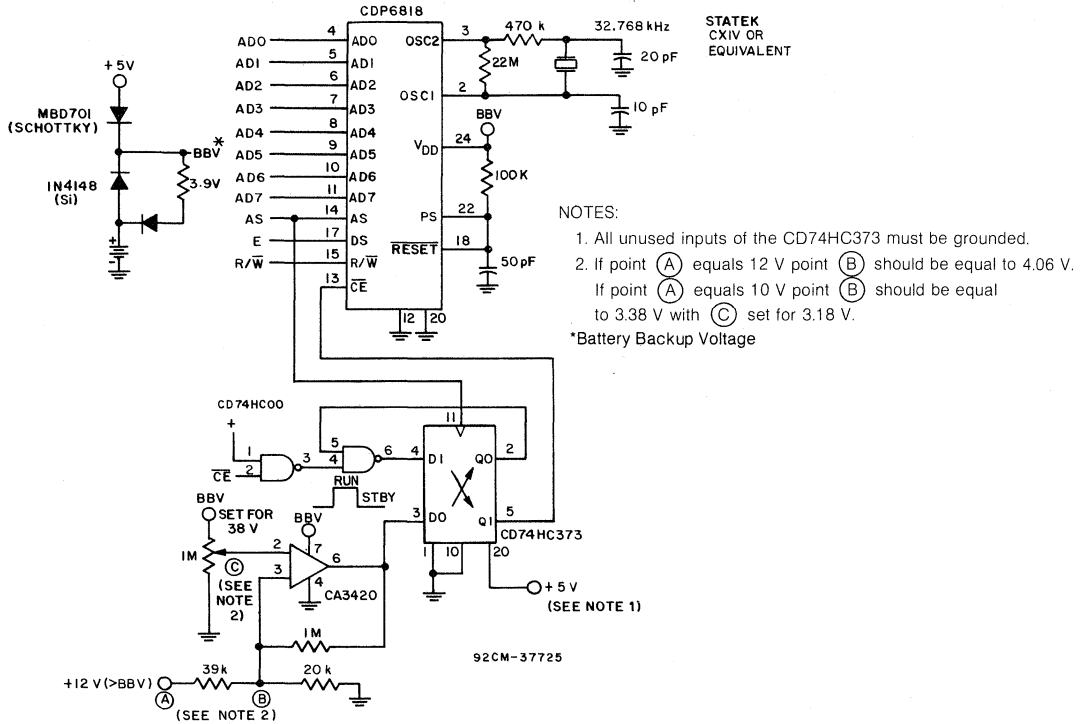 CDP6818
STATEK
CXIV OR
EQUIVALENT
+5V
MBD701
(SCHOTTKY)
BBV*
1N4148
(Si)
3.9V
+
-
AD0 4 AD0
AD1 5 AD1
AD2 6 AD2
AD3 7 AD3
AD4 8 AD4
AD5 9 AD5
AD6 10 AD6
AD7 11 AD7
AS 14 AS
E 17 DS
R/W̅ 15 R/W̅
13 C̅E̅
OSC2 3 470 k 32.768 kHz
22M
20 pF
OSC1 2
10 pF
BBV
VDD 24
100K
PS 22
R̅E̅S̅E̅T̅ 18
50pF
12 20
NOTES:
1. All unused inputs of the CD74HC373 must be grounded.
2. If point A equals 12 V point B should be equal to 4.06 V.
If point A equals 10 V point B should be equal
to 3.38 V with C set for 3.18 V.
*Battery Backup Voltage
CD74HC00
+
1
C̅E̅ 2
3
5
4
6
RUN
STBY
11
4 D1 Q0 2
3 D0 Q1 5
1 10 20
CD74HC373
+5V
(SEE NOTE 1)
BBV
SET FOR
38 V
1M
C
(SEE
NOTE
2)
BBV
2
3
7
6
4
CA3420
1M
39k
20k
+12 V (>BBV)
A
B
(SEE NOTE 2)
92CM-37725